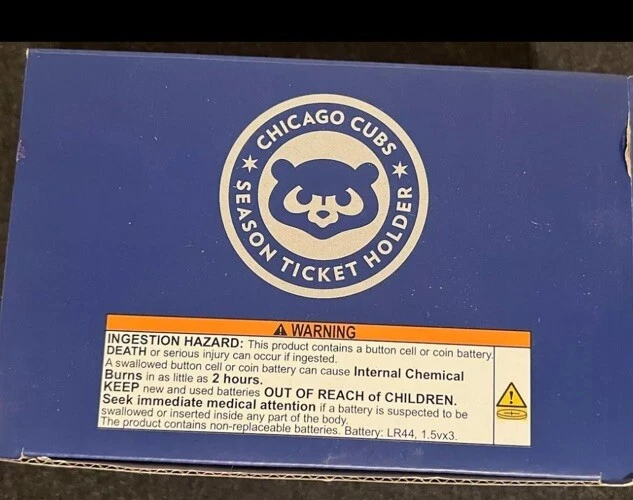 CHICAGO CUBS
SEASON TICKET HOLDER
WARNING
INGESTION HAZARD: This product contains a button cell or coin battery.
DEATH or serious injury can occur if ingested.
A swallowed button cell or coin battery can cause Internal Chemical
Burns in as little as 2 hours.
KEEP new and used batteries OUT OF REACH of CHILDREN.
Seek immediate medical attention if a battery is suspected to be
swallowed or inserted inside any part of the body.
The product contains non-replaceable batteries. Battery: LR44, 1.5vx3.